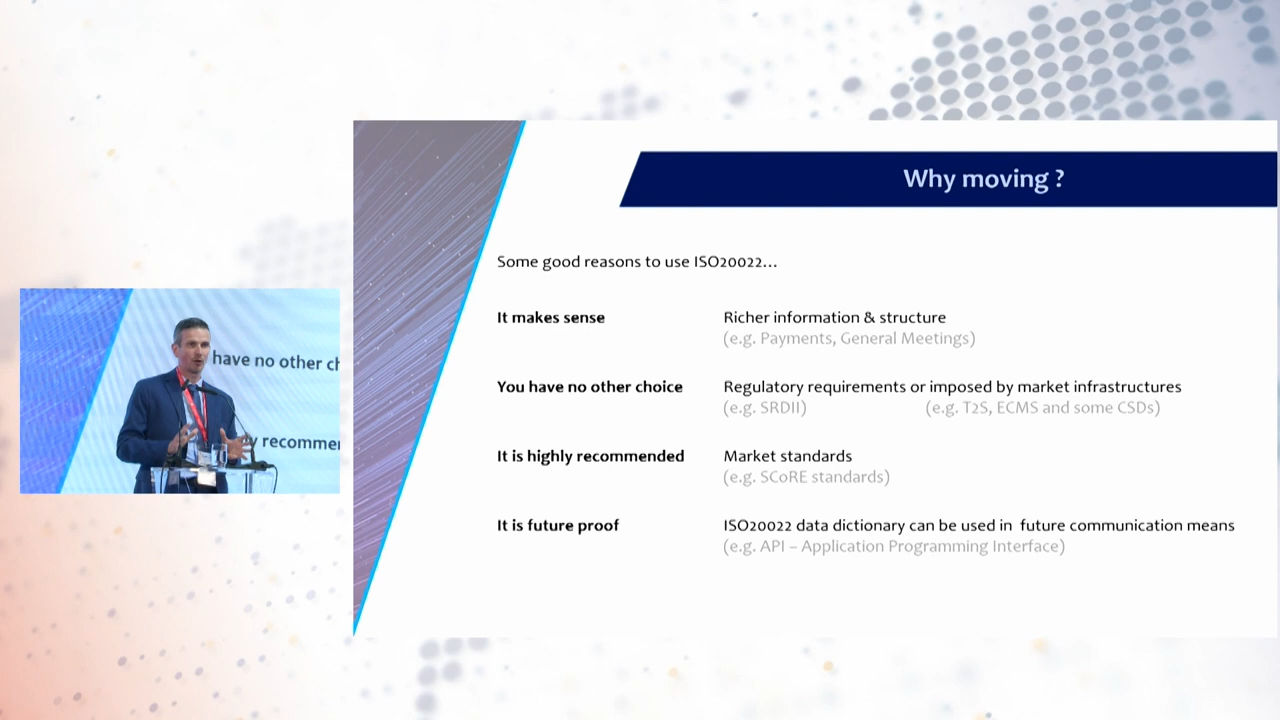 Why moving ?
Some good reasons to use ISO20022...
It makes sense
Richer information & structure
(e.g. Payments, General Meetings)
You have no other choice
Regulatory requirements or imposed by market infrastructures
(e.g. SRDII) (e.g. T2S, ECMS and some CSDs)
It is highly recommended
Market standards
(e.g. SCoRE standards)
It is future proof
ISO20022 data dictionary can be used in future communication means
(e.g. API – Application Programming Interface)
have no other
recomme